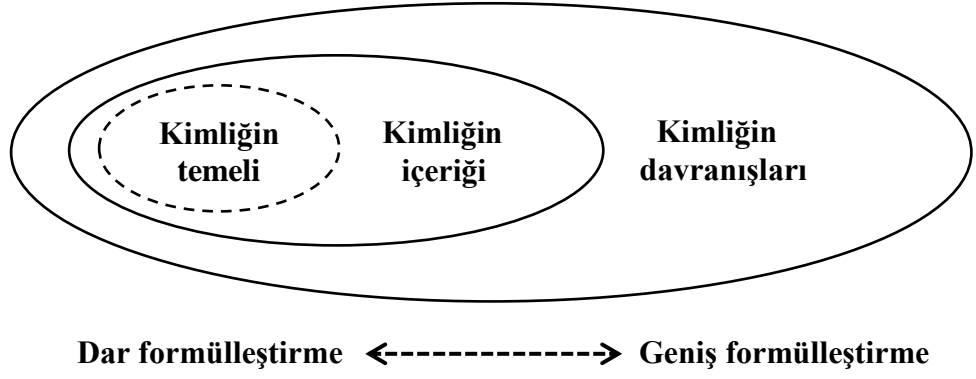 Kimliğin
temeli
Kimliğin
içeriği
Kimliğin
davranışları
Dar formülleştirme
Geniş formülleştirme